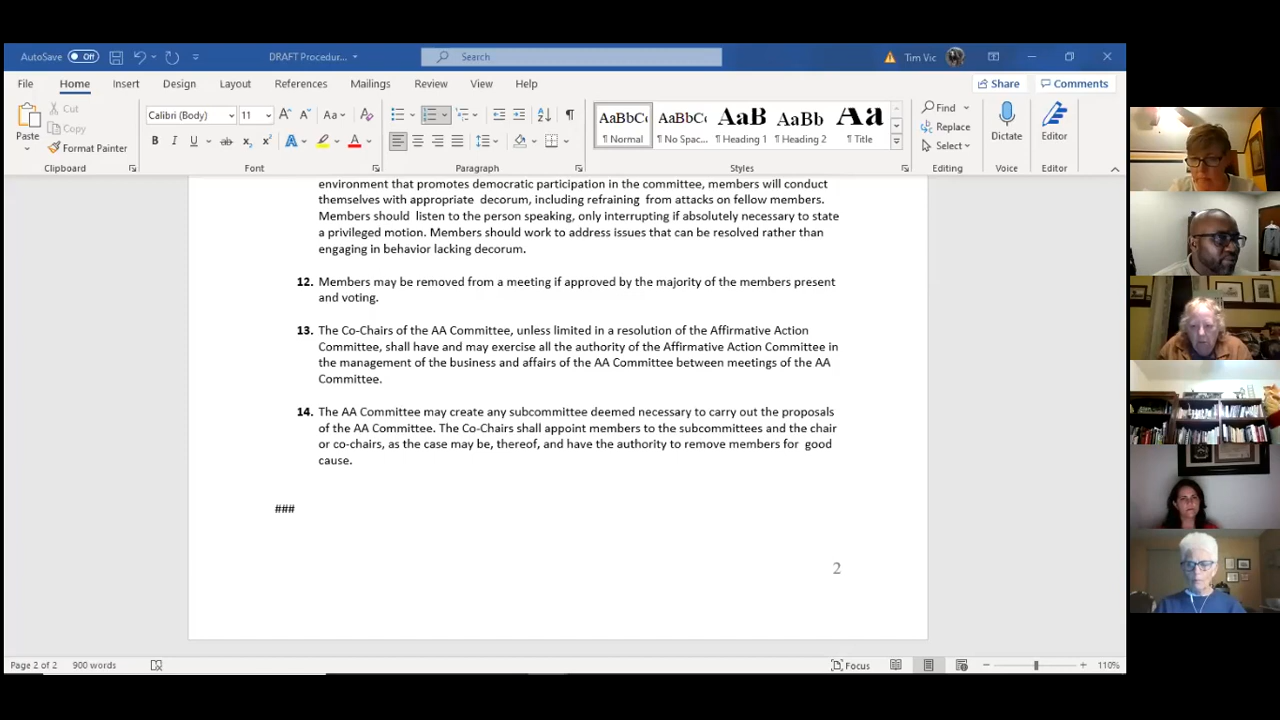 AutoSave Off DRAFT Procedur... Search Tim Vic
File Home Insert Design Layout References Mailings Review View Help Share Comments
Paste Cut Copy Format Painter Clipboard
Calibri (Body) 11 Aa Font
Paragraph
AaBbCc Normal AaBbCc No Spac... AaB Heading 1 AaBb Heading 2 Aa Title Styles
Find Replace Select Editing
Dictate Voice
Editor Editor
environment that promotes democratic participation in the committee, members will conduct
themselves with appropriate decorum, including refraining from attacks on fellow members.
Members should listen to the person speaking, only interrupting if absolutely necessary to state
a privileged motion. Members should work to address issues that can be resolved rather than
engaging in behavior lacking decorum.
12. Members may be removed from a meeting if approved by the majority of the members present
and voting.
13. The Co-Chairs of the AA Committee, unless limited in a resolution of the Affirmative Action
Committee, shall have and may exercise all the authority of the Affirmative Action Committee in
the management of the business and affairs of the AA Committee between meetings of the AA
Committee.
14. The AA Committee may create any subcommittee deemed necessary to carry out the proposals
of the AA Committee. The Co-Chairs shall appoint members to the subcommittees and the chair
or co-chairs, as the case may be, thereof, and have the authority to remove members for good
cause.
###
2
Page 2 of 2 900 words Focus 110%